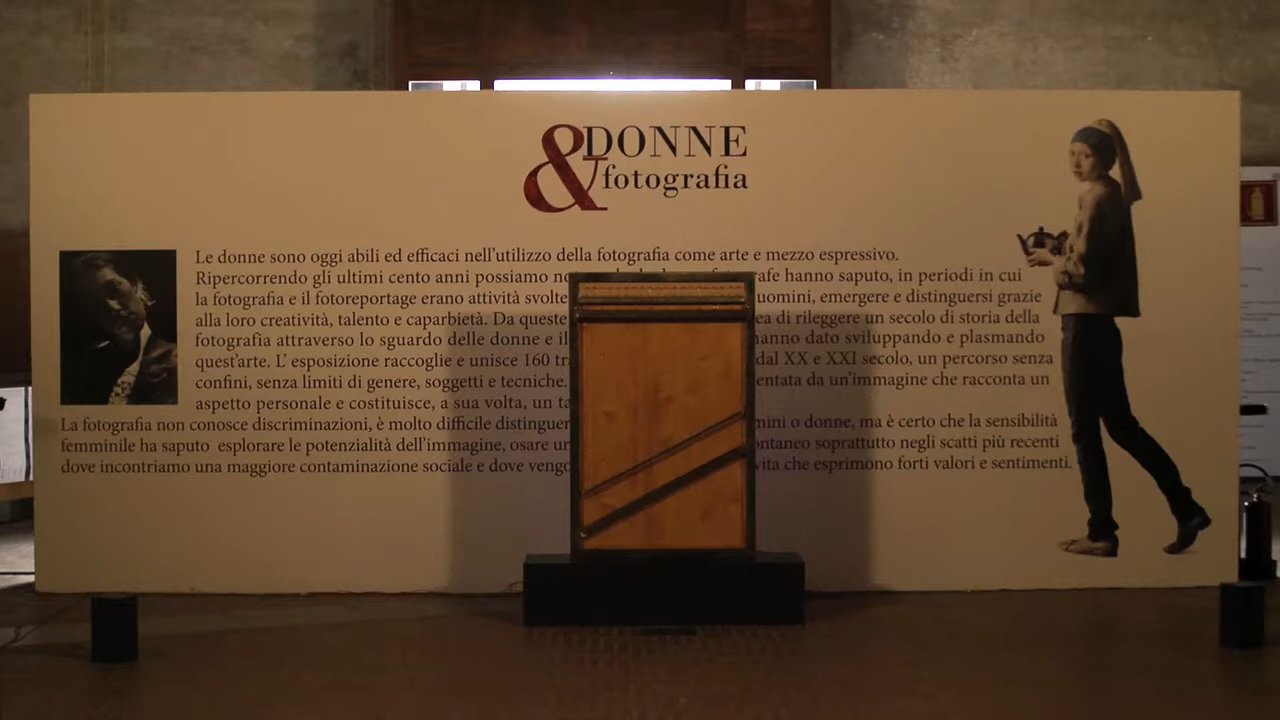 & DONNE
fotografia
Le donne sono oggi abili ed efficaci nell'utilizzo della fotografia come arte e mezzo espressivo.
Ripercorrendo gli ultimi cento anni possiamo hanno saputo, in periodi in cui
la fotografia e il fotoreportage erano attività svolte uomini, emergere e distinguersi grazie
alla loro creatività, talento e caparbietà. Da queste di rileggere un secolo di storia della
fotografia attraverso lo sguardo delle donne e il hanno dato sviluppando e plasmando
quest'arte. L' esposizione raccoglie e unisce 160 dal XX e XXI secolo, un percorso senza
confini, senza limiti di genere, soggetti e tecniche. da un'immagine che racconta un
aspetto personale e costituisce, a sua volta, un
La fotografia non conosce discriminazioni, è molto difficile o donne, ma è certo che la sensibilità
femminile ha saputo esplorare le potenzialità dell'immagine, osare soprattutto negli scatti più recenti
dove incontriamo una maggiore contaminazione sociale e dove vita che esprimono forti valori e sentimenti.